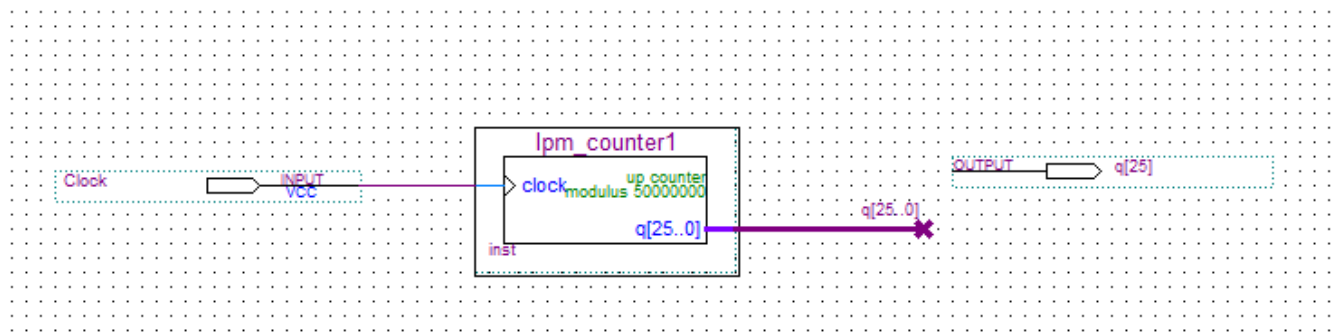 Clock
INPUT
VCC
lpm_counter1
clock
up counter
modulus 50000000
q[25..0]
inst
q[25..0]
OUTPUT
q[25]